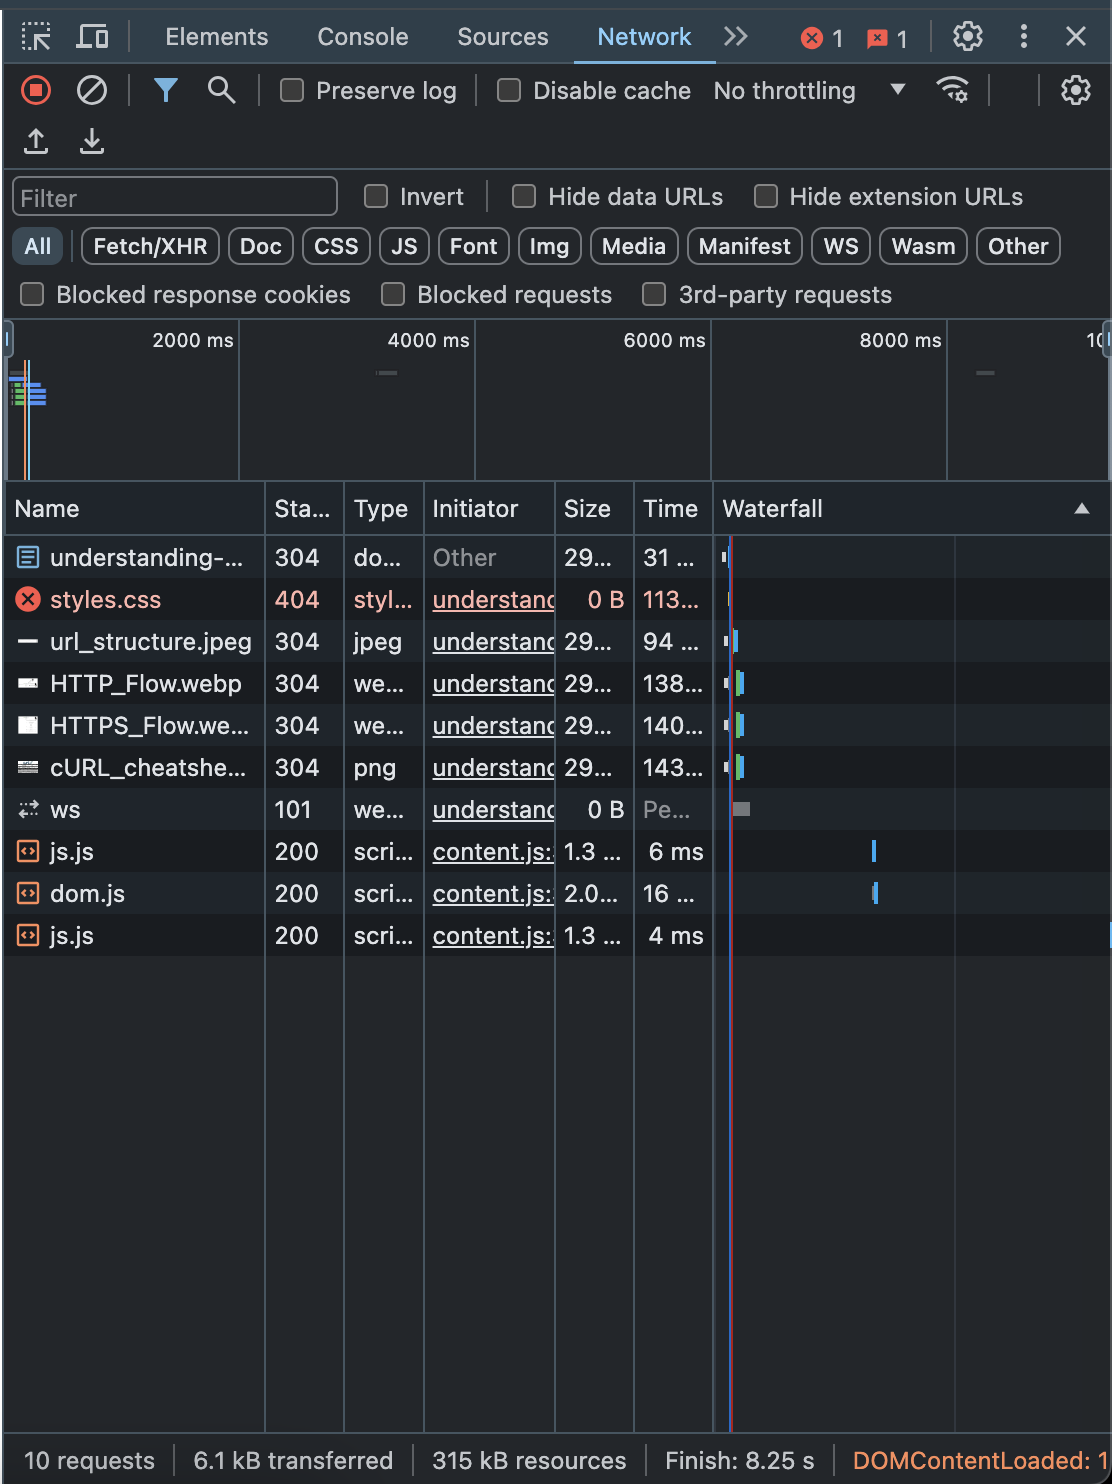 Elements Console Sources Network 1 1
Preserve log Disable cache No throttling
Filter Invert Hide data URLs Hide extension URLs
All Fetch/XHR Doc CSS JS Font Img Media Manifest WS Wasm Other
Blocked response cookies Blocked requests 3rd-party requests
2000 ms 4000 ms 6000 ms 8000 ms 10
Name Sta... Type Initiator Size Time Waterfall
understanding-... 304 do... Other 29... 31 ...
styles.css 404 styl... understand 0 B 113...
url_structure.jpeg 304 jpeg understand 29... 94 ...
HTTP_Flow.webp 304 we... understand 29... 138...
HTTPS_Flow.we... 304 we... understand 29... 140...
cURL_cheatshe... 304 png understand 29... 143...
ws 101 we... understand 0 B Pe...
js.js 200 scri... content.js: 1.3 ... 6 ms
dom.js 200 scri... content.js: 2.0... 16 ...
js.js 200 scri... content.js: 1.3 ... 4 ms
10 requests 6.1 kB transferred 315 kB resources Finish: 8.25 s DOMContentLoaded: 1